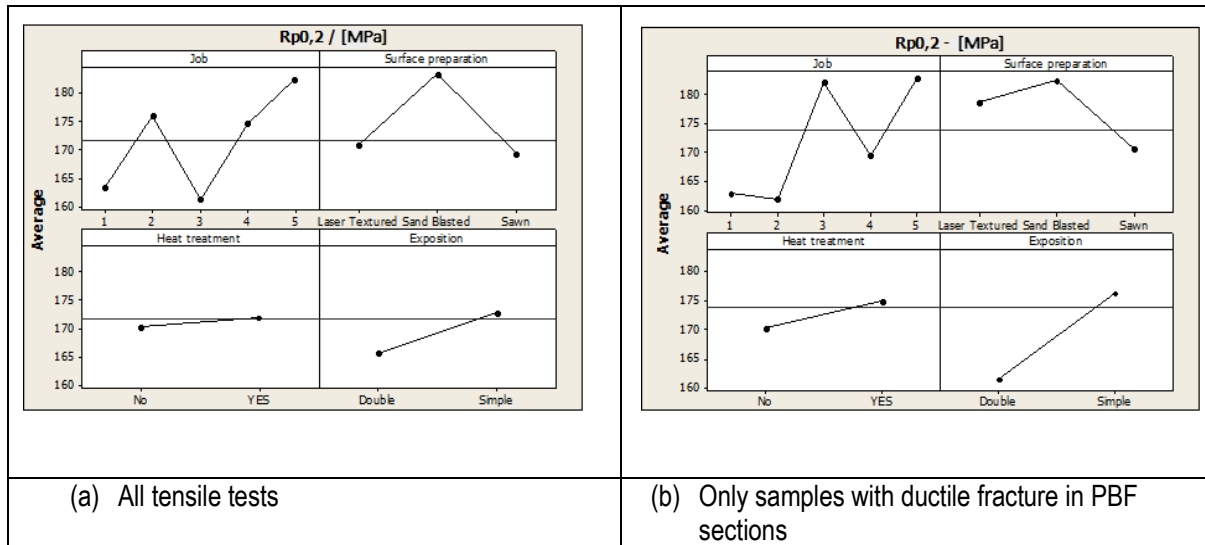 Rp0,2 / [MPa]
Job
Surface preparation
180
175
170
165
160
1 2 3 4 5
Laser Textured Sand Blasted Sawn
Heat treatment
Exposition
180
175
170
165
160
No YES
Double Simple
Average
(a) All tensile tests
Rp0,2 - [MPa]
Job
Surface preparation
180
175
170
165
160
1 2 3 4 5
Laser Textured Sand Blasted Sawn
Heat treatment
Exposition
180
175
170
165
160
No YES
Double Simple
Average
(b) Only samples with ductile fracture in PBF
sections